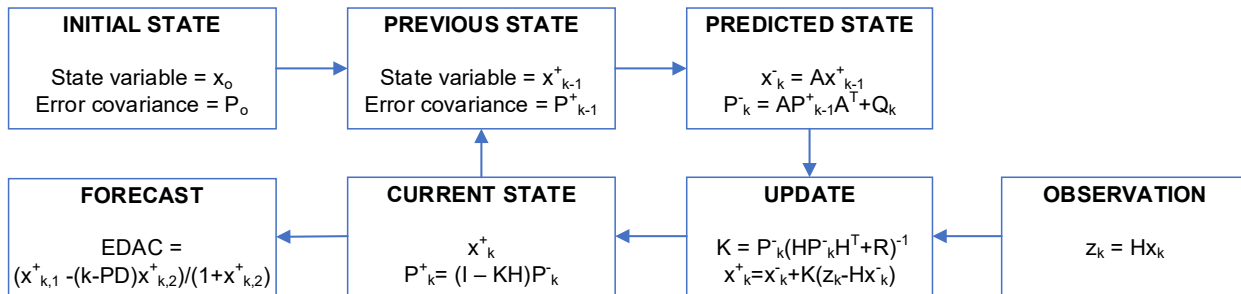 INITIAL STATE
State variable = xₒ
Error covariance = Pₒ
PREVIOUS STATE
State variable = x⁺ₖ₋₁
Error covariance = P⁺ₖ₋₁
PREDICTED STATE
x⁻ₖ = Ax⁺ₖ₋₁
P⁻ₖ = AP⁺ₖ₋₁Aᵀ+Qₖ
FORECAST
EDAC =
(x⁺ₖ,₁ -(k-PD)x⁺ₖ,₂)/(1+x⁺ₖ,₂)
CURRENT STATE
x⁺ₖ
P⁺ₖ= (I – KH)P⁻ₖ
UPDATE
K = P⁻ₖ(HP⁻ₖHᵀ+R)⁻¹
x⁺ₖ=x⁻ₖ+K(zₖ-Hx⁻ₖ)
OBSERVATION
zₖ = Hxₖ